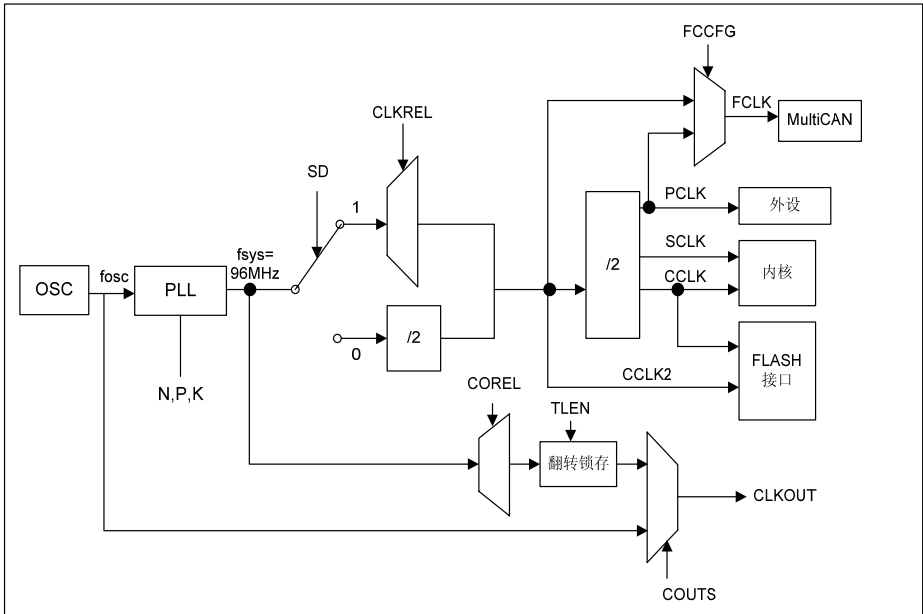 FCCFG
CLKREL
FCLK
MultiCAN
SD
1
PCLK
外设
fsys=
96MHz
SCLK
/2
内核
CCLK
OSC
fosc
PLL
0
/2
FLASH
接口
CCLK2
N,P,K
COREL
TLEN
翻转锁存
CLKOUT
COUTS